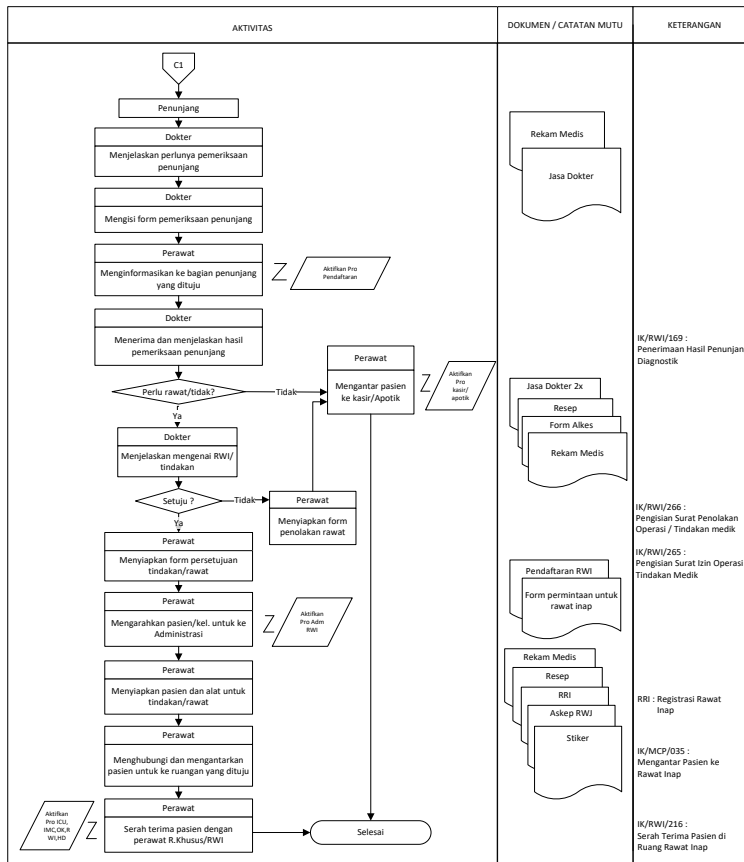 AKTIVITAS
DOKUMEN / CATATAN MUTU
KETERANGAN
C1
Penunjang
Dokter
Menjelaskan perlunya pemeriksaan
penunjang
Dokter
Mengisi form pemeriksaan penunjang
Perawat
Menginformasikan ke bagian penunjang
yang dituju
Aktifkan Pro
Pendaftaran
Dokter
Menerima dan menjelaskan hasil
pemeriksaan penunjang
Perlu rawat/tidak?
Tidak
Ya
Perawat
Mengantar pasien
ke kasir/Apotik
Aktifkan
Pro
kasir/
apotik
Dokter
Menjelaskan mengenai RWI/
tindakan
Setuju ?
Tidak
Ya
Perawat
Menyiapkan form
penolakan rawat
Perawat
Menyiapkan form persetujuan
tindakan/rawat
Perawat
Mengarahkan pasien/kel. untuk ke
Administrasi
Aktifkan
Pro Adm
RWI
Perawat
Menyiapkan pasien dan alat untuk
tindakan/rawat
Perawat
Menghubungi dan mengantarkan
pasien untuk ke ruangan yang dituju
Aktifkan
Pro ICU,
IMC,OK,R
WI,HD
Perawat
Serah terima pasien dengan
perawat R.Khusus/RWI
Selesai
Rekam Medis
Jasa Dokter
Jasa Dokter 2x
Resep
Form Alkes
Rekam Medis
Pendaftaran RWI
Form permintaan untuk
rawat inap
Rekam Medis
Resep
RRI
Askep RWJ
Stiker
IK/RWI/169 :
Penerimaan Hasil Penunjan
Diagnostik
IK/RWI/266 :
Pengisian Surat Penolakan
Operasi / Tindakan medik
IK/RWI/265 :
Pengisian Surat Izin Operasi
Tindakan Medik
RRI : Registrasi Rawat
Inap
IK/MCP/035 :
Mengantar Pasien ke
Rawat Inap
IK/RWI/216 :
Serah Terima Pasien di
Ruang Rawat Inap